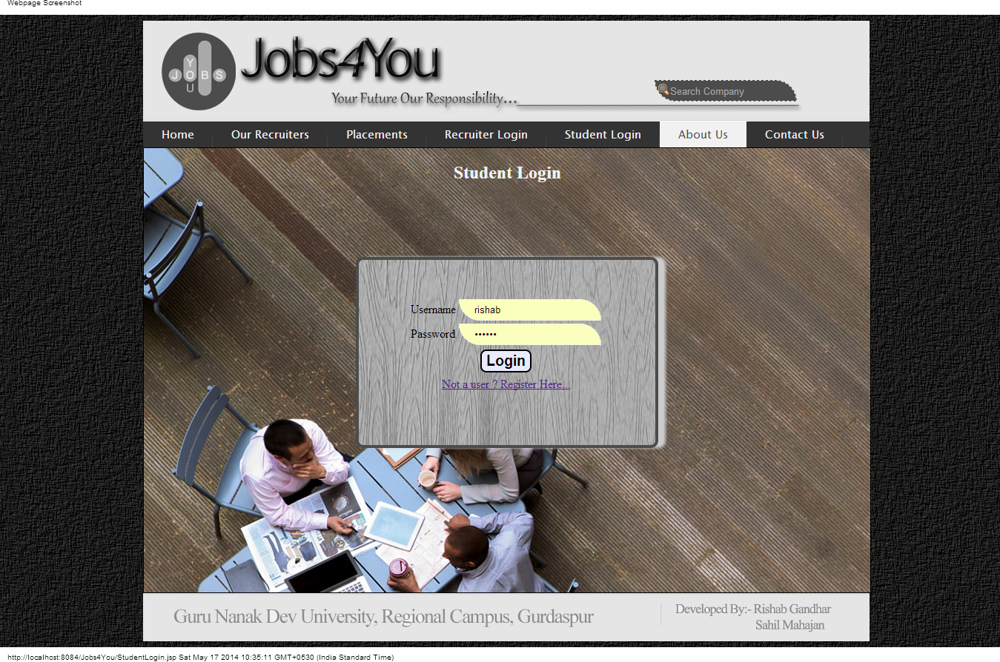 Webpage Screenshot
Y
JOBS
U
Jobs4You
Your Future Our Responsibility...
Search Company
Home Our Recruiters Placements Recruiter Login Student Login About Us Contact Us
Student Login
Username rishab
Password ••••••
Login
Not a user ? Register Here...
Guru Nanak Dev University, Regional Campus, Gurdaspur
Developed By:- Rishab Gandhar
Sahil Mahajan
http://localhost:8084/Jobs4You/StudentLogin.jsp Sat May 17 2014 10:35:11 GMT+0530 (India Standard Time)